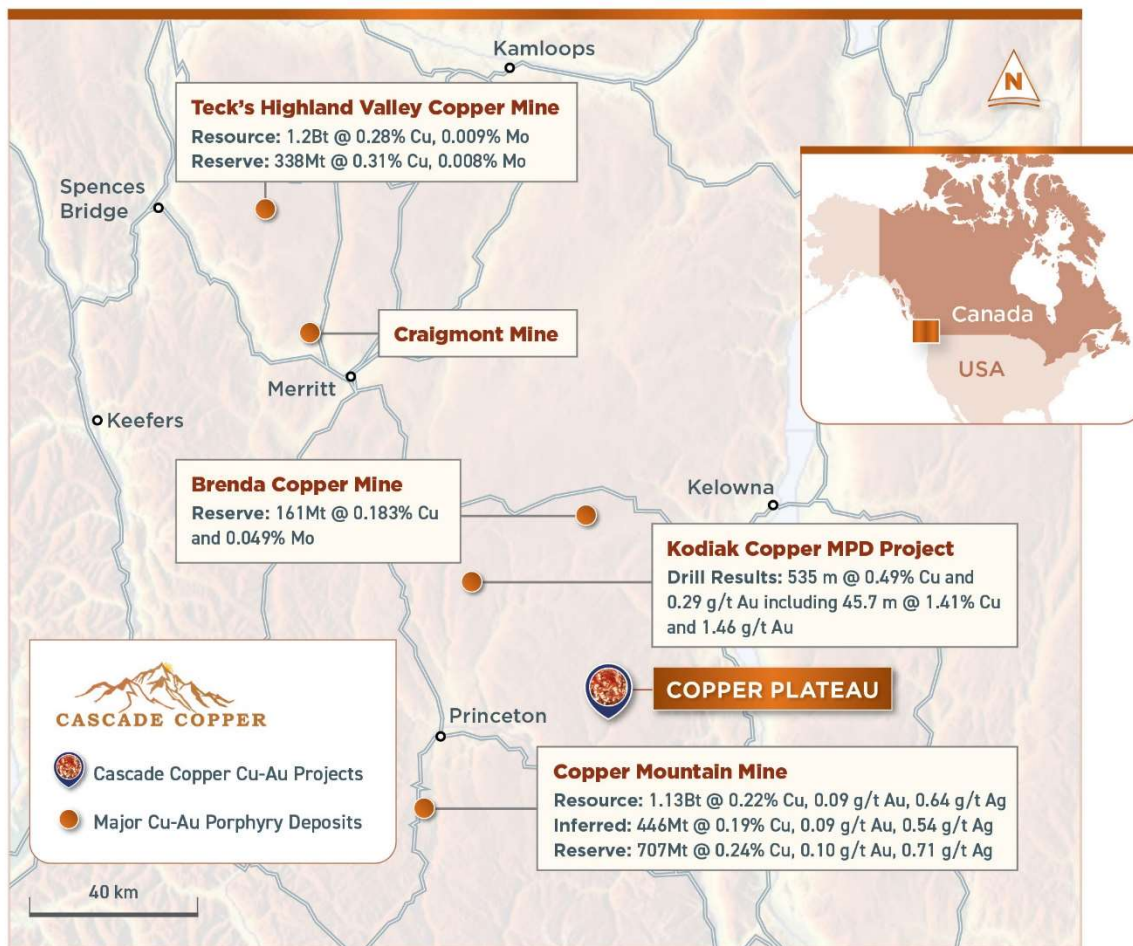 Kamloops
N
Teck's Highland Valley Copper Mine
Resource: 1.2Bt @ 0.28% Cu, 0.009% Mo
Reserve: 338Mt @ 0.31% Cu, 0.008% Mo
Spences
Bridge
Canada
USA
Craigmont Mine
Merritt
Keefers
Brenda Copper Mine
Reserve: 161Mt @ 0.183% Cu
and 0.049% Mo
Kelowna
Kodiak Copper MPD Project
Drill Results: 535 m @ 0.49% Cu and
0.29 g/t Au including 45.7 m @ 1.41% Cu
and 1.46 g/t Au
COPPER PLATEAU
Princeton
Copper Mountain Mine
Resource: 1.13Bt @ 0.22% Cu, 0.09 g/t Au, 0.64 g/t Ag
Inferred: 446Mt @ 0.19% Cu, 0.09 g/t Au, 0.54 g/t Ag
Reserve: 707Mt @ 0.24% Cu, 0.10 g/t Au, 0.71 g/t Ag
CASCADE COPPER
Cascade Copper Cu-Au Projects
Major Cu-Au Porphyry Deposits
40 km